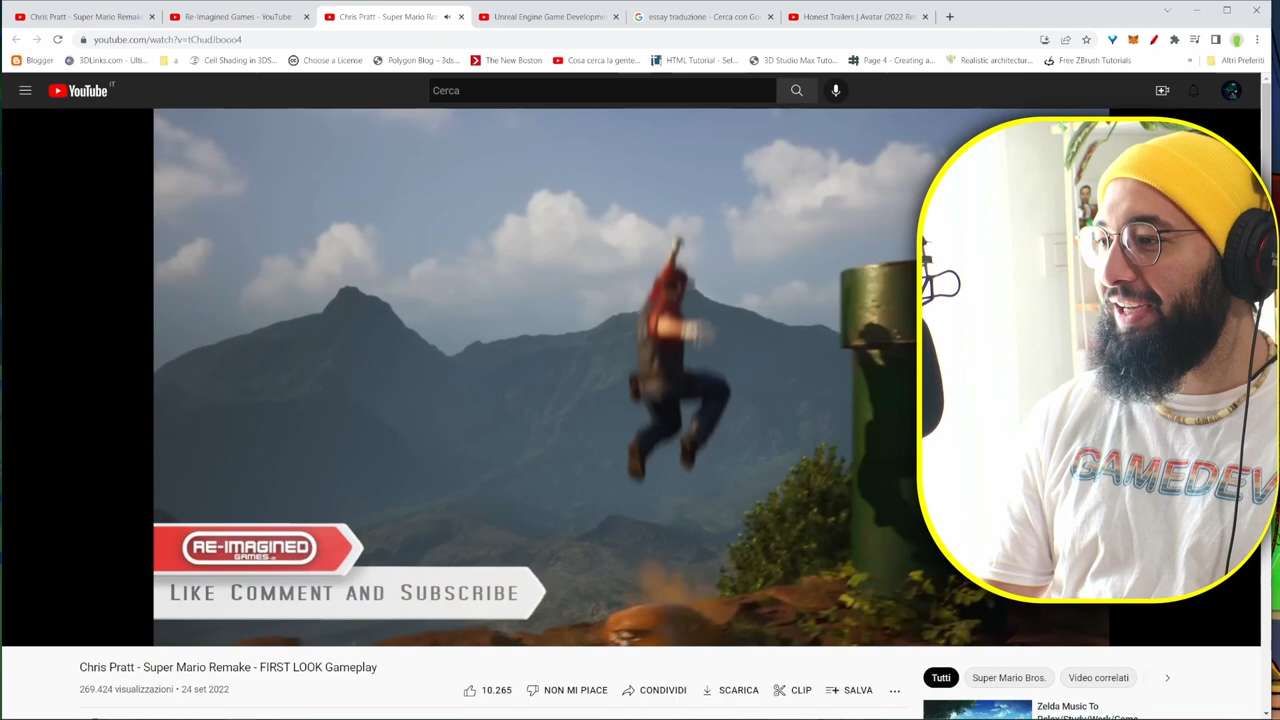 Chris Pratt - Super Mario Remak
Re-Imagined Games - YouTube
Chris Pratt - Super Mario Re
Unreal Engine Game Developme
essay traduzione - Cerca con Go
Honest Trailers | Avatar (2022 Re
youtube.com/watch?v=tChudJbooo4
Blogger
3DLinks.com - Ulti...
a
Cell Shading in 3DS...
Choose a License
Polygon Blog – 3ds...
The New Boston
Cosa cerca la gente...
HTML Tutorial - Sel...
3D Studio Max Tuto...
Page 4 - Creating a...
Realistic architectur...
Free ZBrush Tutorials
»
Altri Preferiti
YouTube IT
Cerca
GAMEDEV
RE-IMAGINED
GAMES
LIKE COMMENT AND SUBSCRIBE
Chris Pratt - Super Mario Remake - FIRST LOOK Gameplay
269.424 visualizzazioni • 24 set 2022
10.265
NON MI PIACE
CONDIVIDI
SCARICA
CLIP
SALVA
...
Tutti
Super Mario Bros.
Video correlati
Zelda Music To
Relax/Study/Work/Game